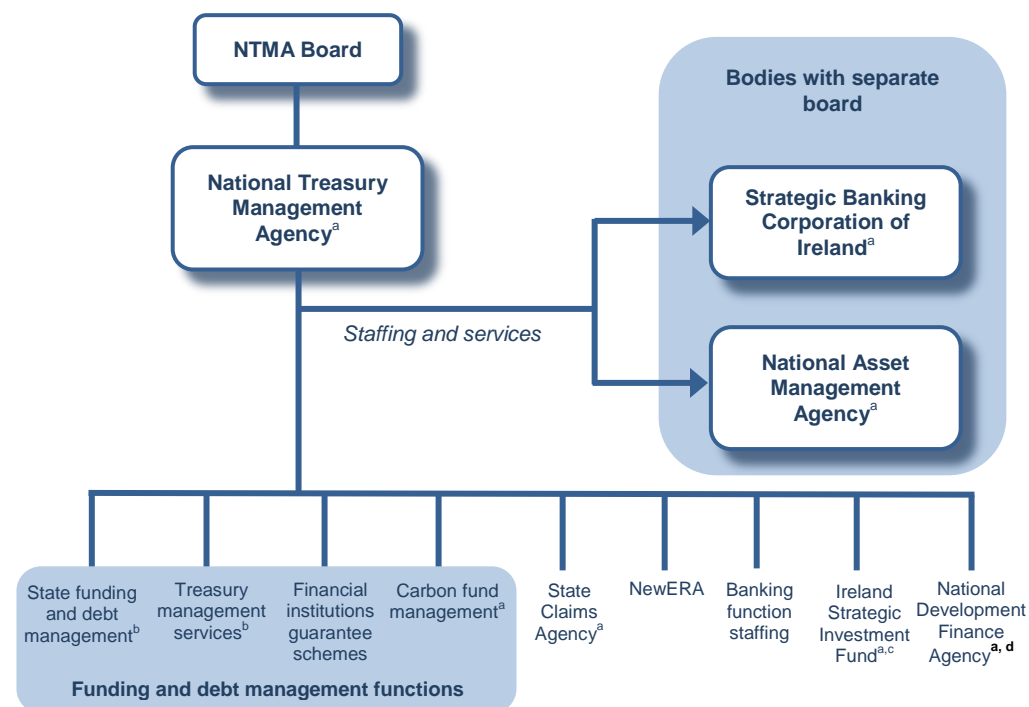 NTMA Board
Bodies with separate
board
National Treasury
Management
Agencyᵃ
Strategic Banking
Corporation of
Irelandᵃ
Staffing and services
National Asset
Management
Agencyᵃ
State funding
and debt
managementᵇ
Treasury
management
servicesᵇ
Financial
institutions
guarantee
schemes
Carbon fund
managementᵃ
State
Claims
Agencyᵃ
NewERA
Banking
function
staffing
Ireland
Strategic
Investment
Fundᵃ,ᶜ
National
Development
Finance
Agencyᵃ, ᵈ
Funding and debt management functions